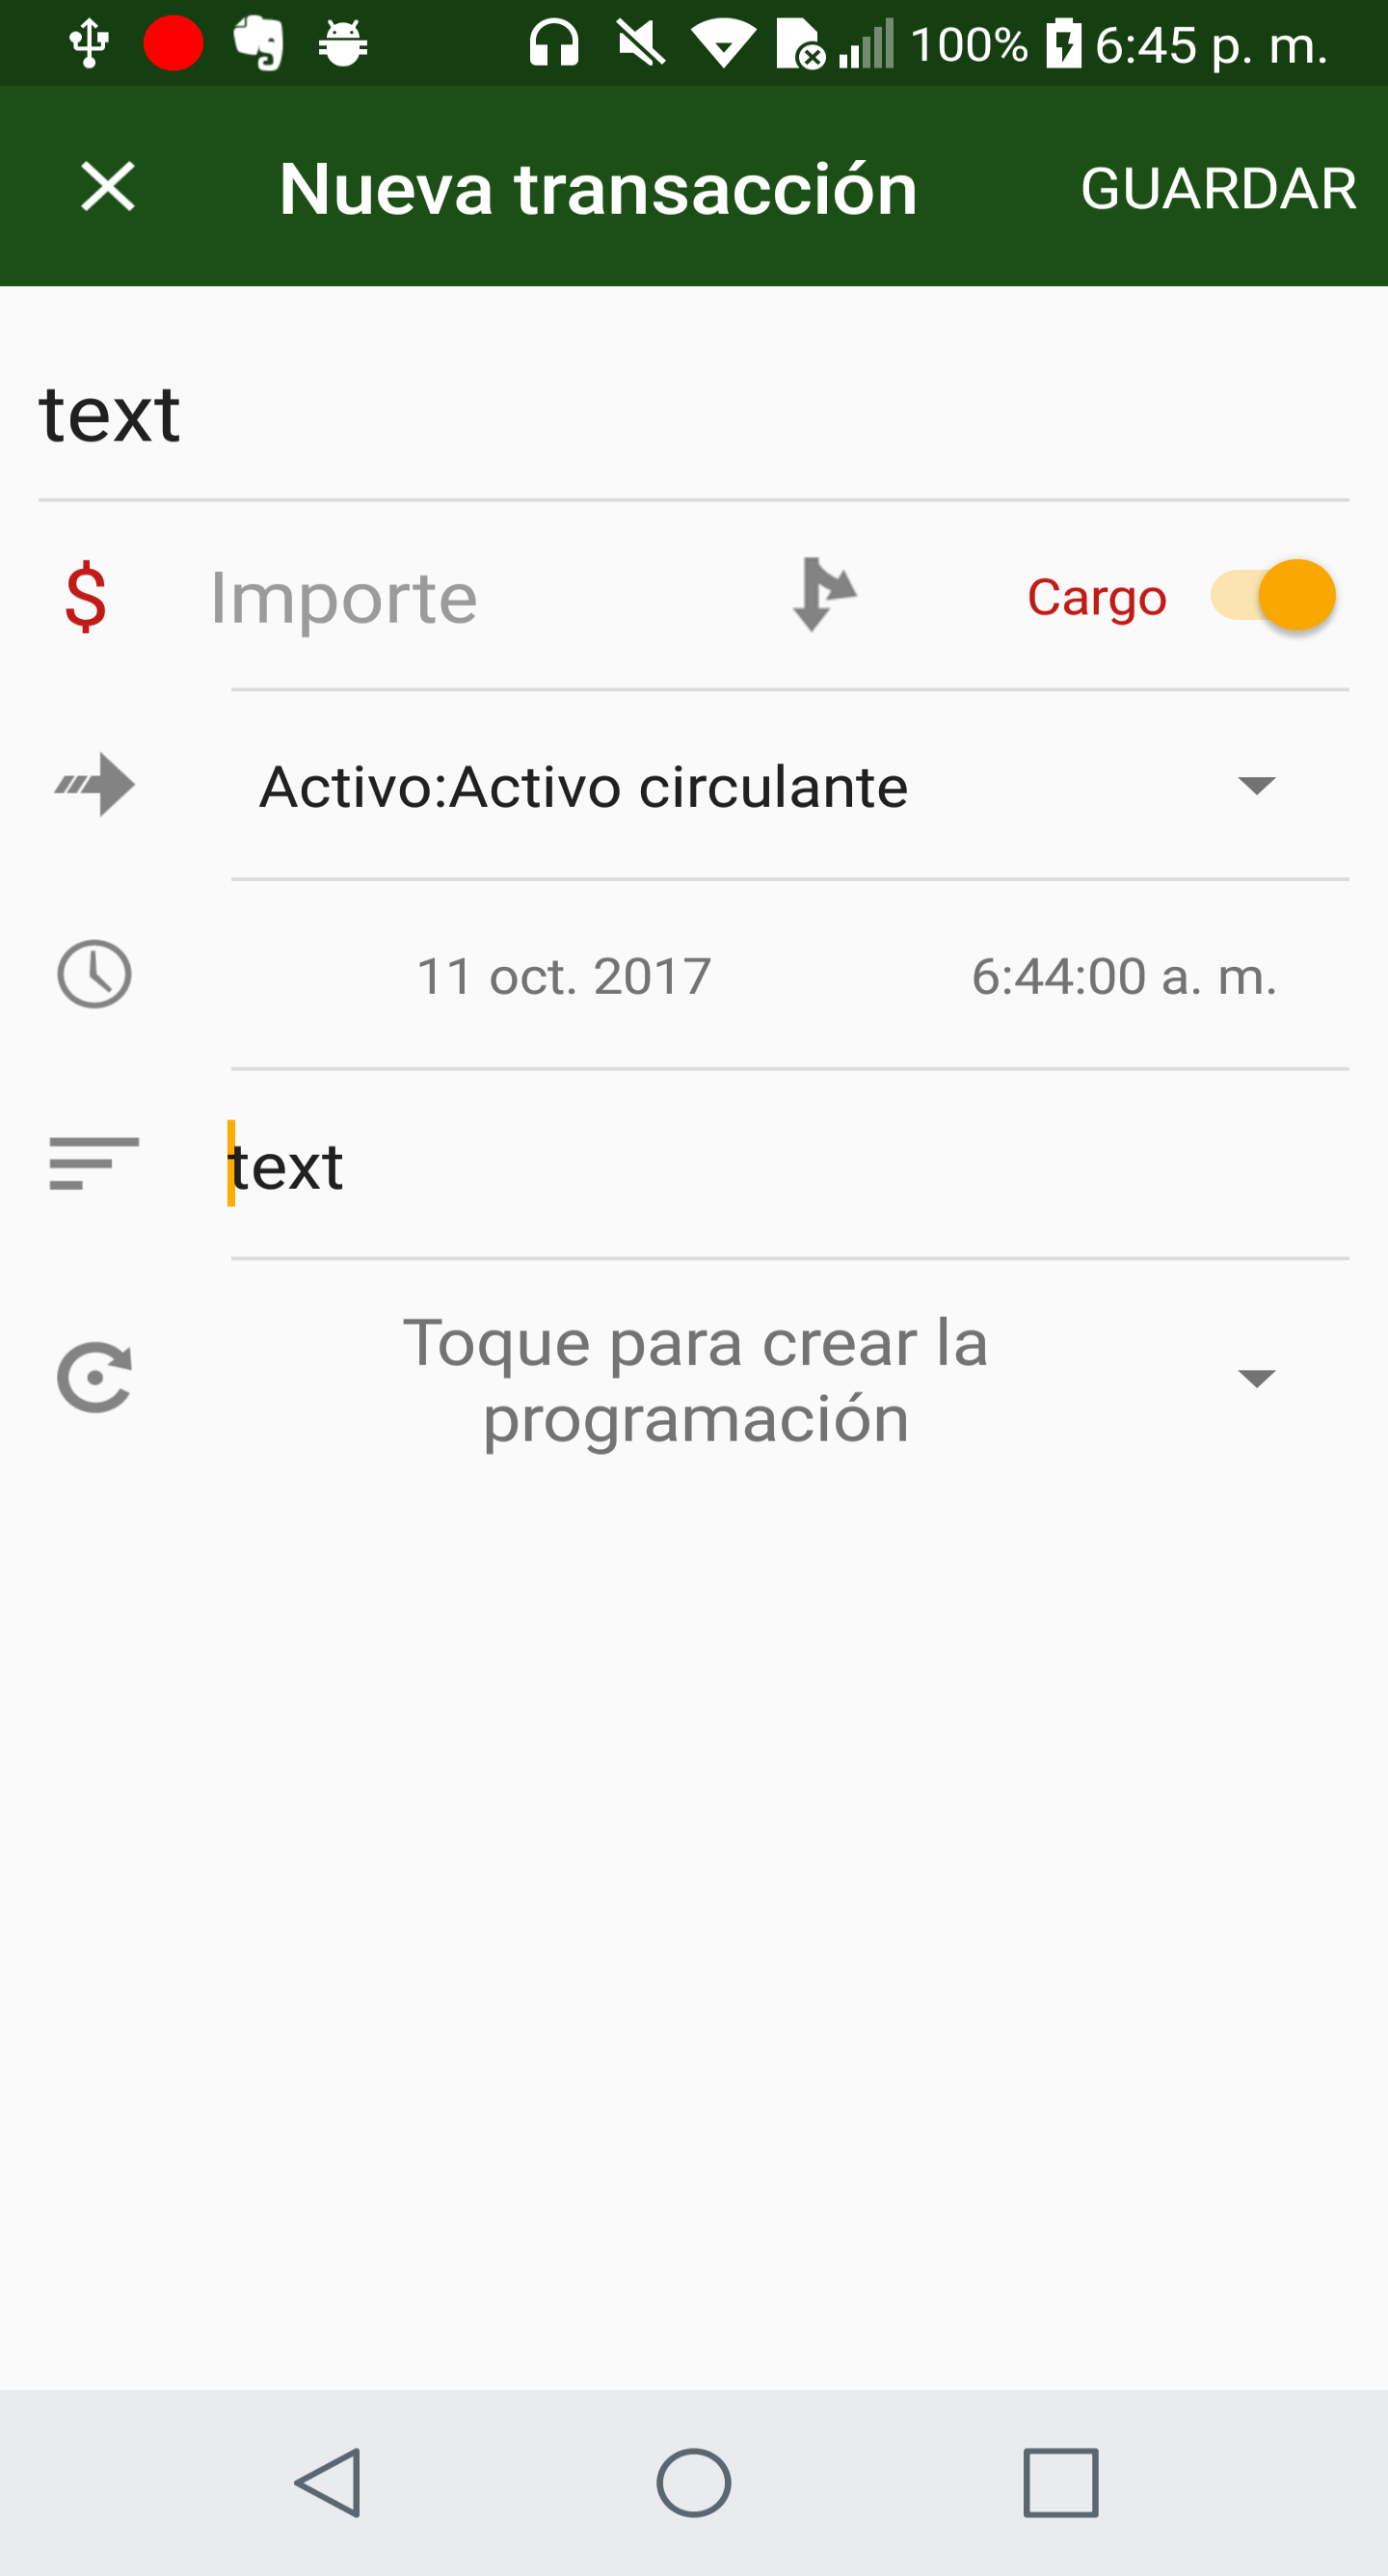 100% 6:45 p. m.
Nueva transacción GUARDAR
text
$ Importe Cargo
Activo:Activo circulante
11 oct. 2017 6:44:00 a. m.
text
Toque para crear la
programación